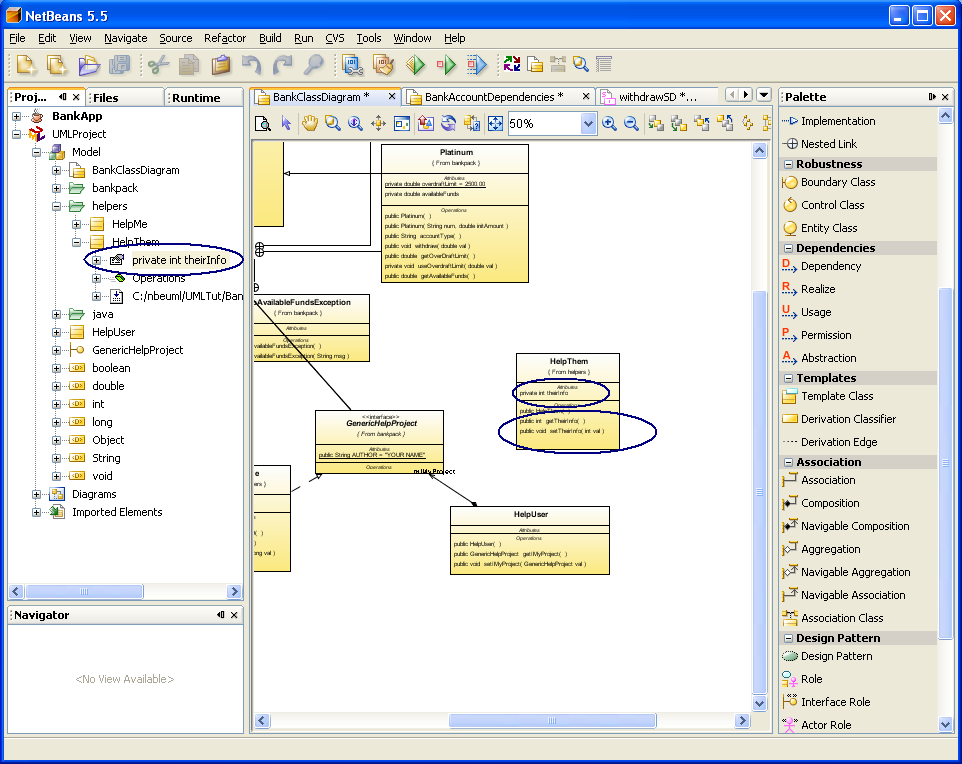 NetBeans 5.5
File Edit View Navigate Source Refactor Build Run CVS Tools Window Help
Proj...
Files
Runtime
BankApp
UMLProject
Model
BankClassDiagram
bankpack
helpers
HelpMe
HelpThem
private int theirInfo
Operations
C:/nbeuml/UMLTut/Ban
java
HelpUser
GenericHelpProject
boolean
double
int
long
Object
String
void
Diagrams
Imported Elements
Navigator
<No View Available>
BankClassDiagram *
BankAccountDependencies *
withdrawSD *...
50%
Platinum
{ From bankpack }
Attributes
private double overdraftLimit = 2500.00
private double availableFunds
Operations
public Platinum( )
public Platinum( String num, double initAmount )
public String accountType( )
public void withdraw( double val )
public double getOverDraftLimit( )
private void useOverdraftLimit( double val )
public double getAvailableFunds( )
AvailableFundsException
{ From bankpack }
Attributes
Operations
vailableFundsException( )
vailableFundsException( String msg )
HelpThem
{ From helpers }
Attributes
private int theirInfo
Operations
public HelpThem( )
public int getTheirInfo( )
public void setTheirInfo( int val )
<<interface>>
GenericHelpProject
{ From bankpack }
Attributes
public String AUTHOR = "YOUR NAME"
Operations
e
ers }
t( )
)
ong val )
HelpUser
Attributes
Operations
public HelpUser( )
public GenericHelpProject getIMyProject( )
public void setIMyProject( GenericHelpProject val )
Palette
Implementation
Nested Link
Robustness
Boundary Class
Control Class
Entity Class
Dependencies
Dependency
Realize
Usage
Permission
Abstraction
Templates
Template Class
Derivation Classifier
Derivation Edge
Association
Association
Composition
Navigable Composition
Aggregation
Navigable Aggregation
Navigable Association
Association Class
Design Pattern
Design Pattern
Role
Interface Role
Actor Role